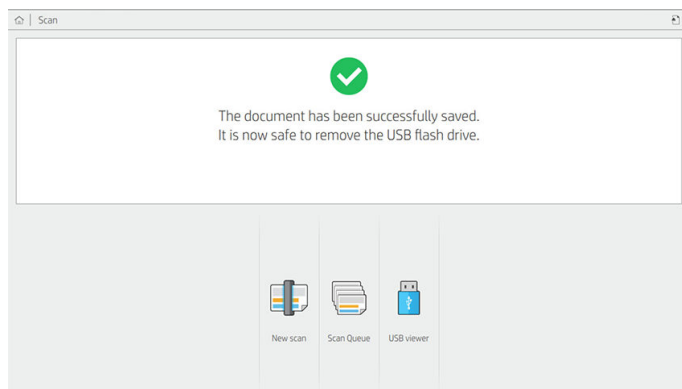 Scan
The document has been successfully saved.
It is now safe to remove the USB flash drive.
New scan
Scan Queue
USB viewer